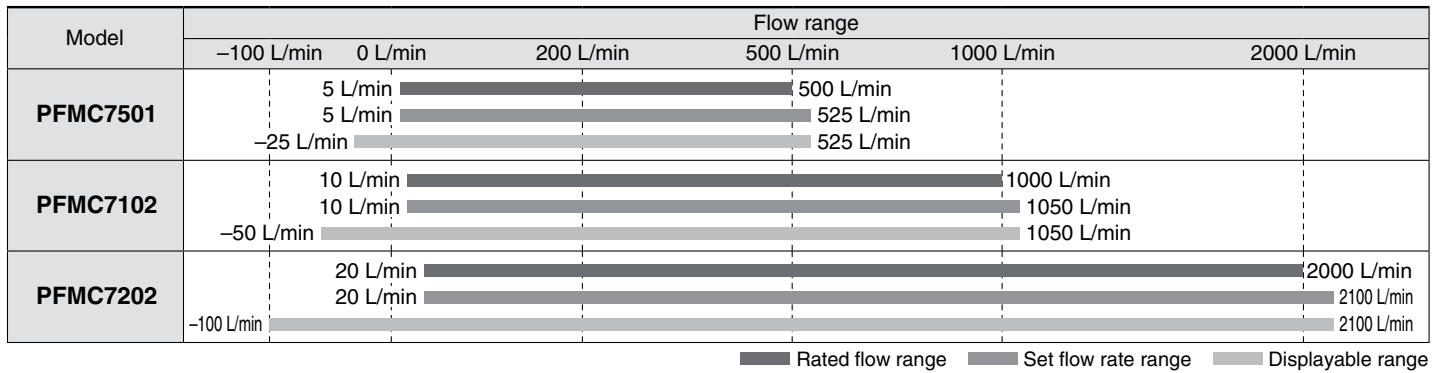 Model
Flow range
–100 L/min 0 L/min 200 L/min 500 L/min 1000 L/min 2000 L/min
PFMC7501
5 L/min 500 L/min
5 L/min 525 L/min
–25 L/min 525 L/min
PFMC7102
10 L/min 1000 L/min
10 L/min 1050 L/min
–50 L/min 1050 L/min
PFMC7202
20 L/min 2000 L/min
20 L/min 2100 L/min
–100 L/min 2100 L/min
Rated flow range Set flow rate range Displayable range